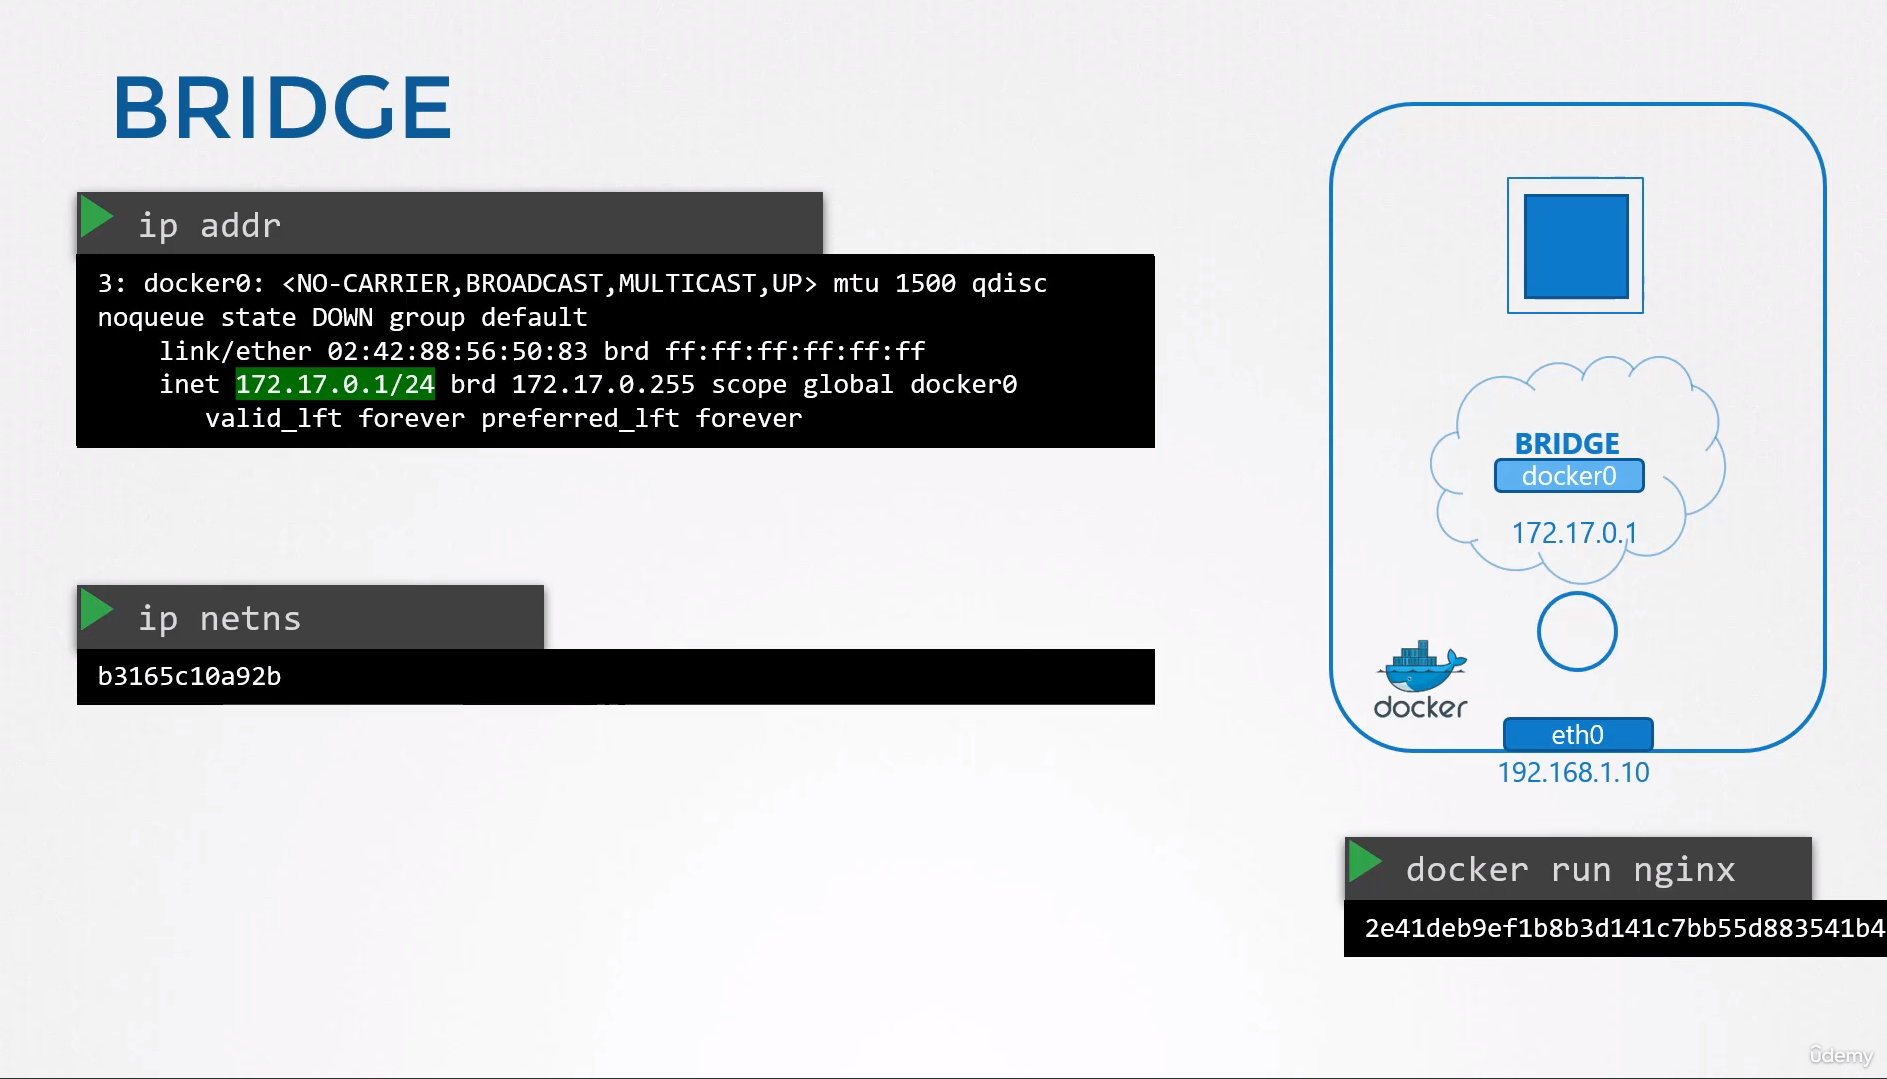 BRIDGE
ip addr
3: docker0: <NO-CARRIER,BROADCAST,MULTICAST,UP> mtu 1500 qdisc
noqueue state DOWN group default
link/ether 02:42:88:56:50:83 brd ff:ff:ff:ff:ff:ff
inet 172.17.0.1/24 brd 172.17.0.255 scope global docker0
valid_lft forever preferred_lft forever
ip netns
b3165c10a92b
BRIDGE
docker0
172.17.0.1
docker
eth0
192.168.1.10
docker run nginx
2e41deb9ef1b8b3d141c7bb55d883541b4
ûdemy